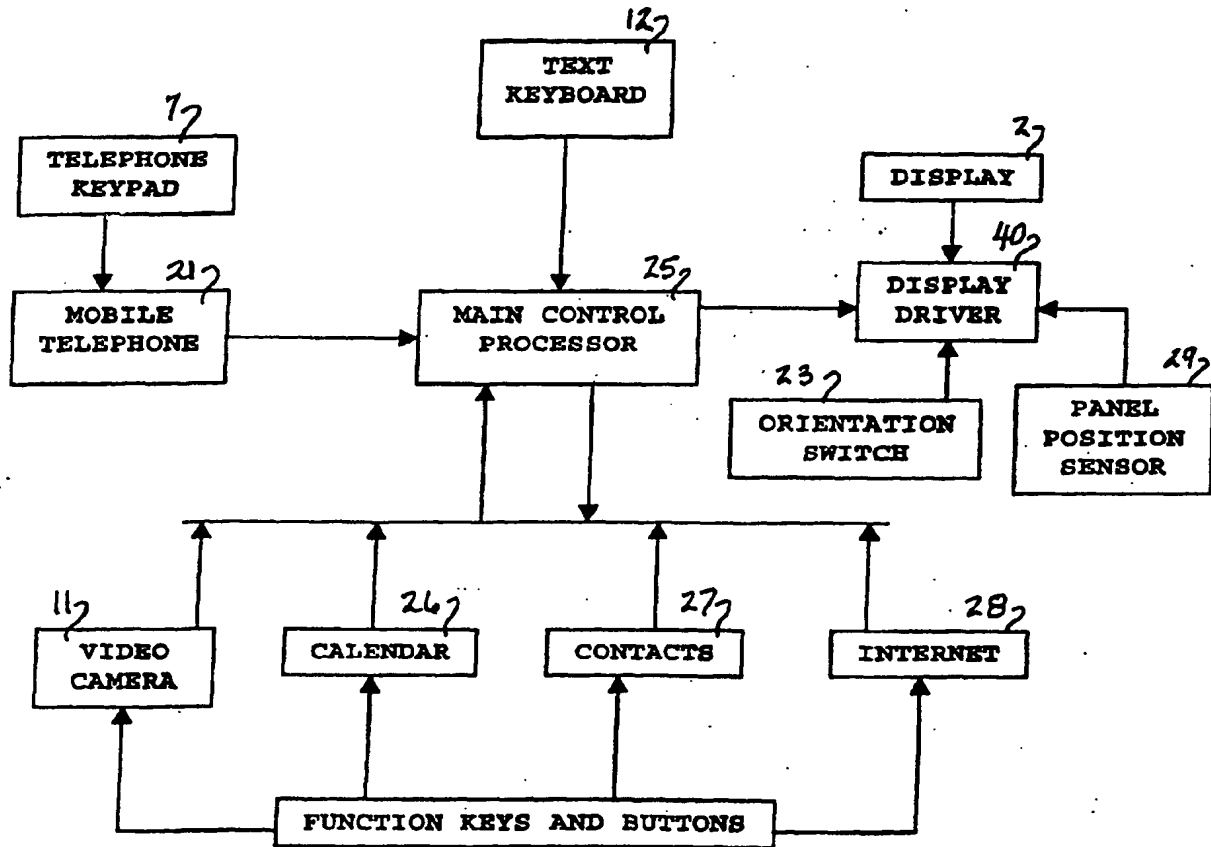 12
TEXT
KEYBOARD
7
TELEPHONE
KEYPAD
2
DISPLAY
21
MOBILE
TELEPHONE
25
MAIN CONTROL
PROCESSOR
40
DISPLAY
DRIVER
23
ORIENTATION
SWITCH
29
PANEL
POSITION
SENSOR
11
VIDEO
CAMERA
26
CALENDAR
27
CONTACTS
28
INTERNET
FUNCTION KEYS AND BUTTONS